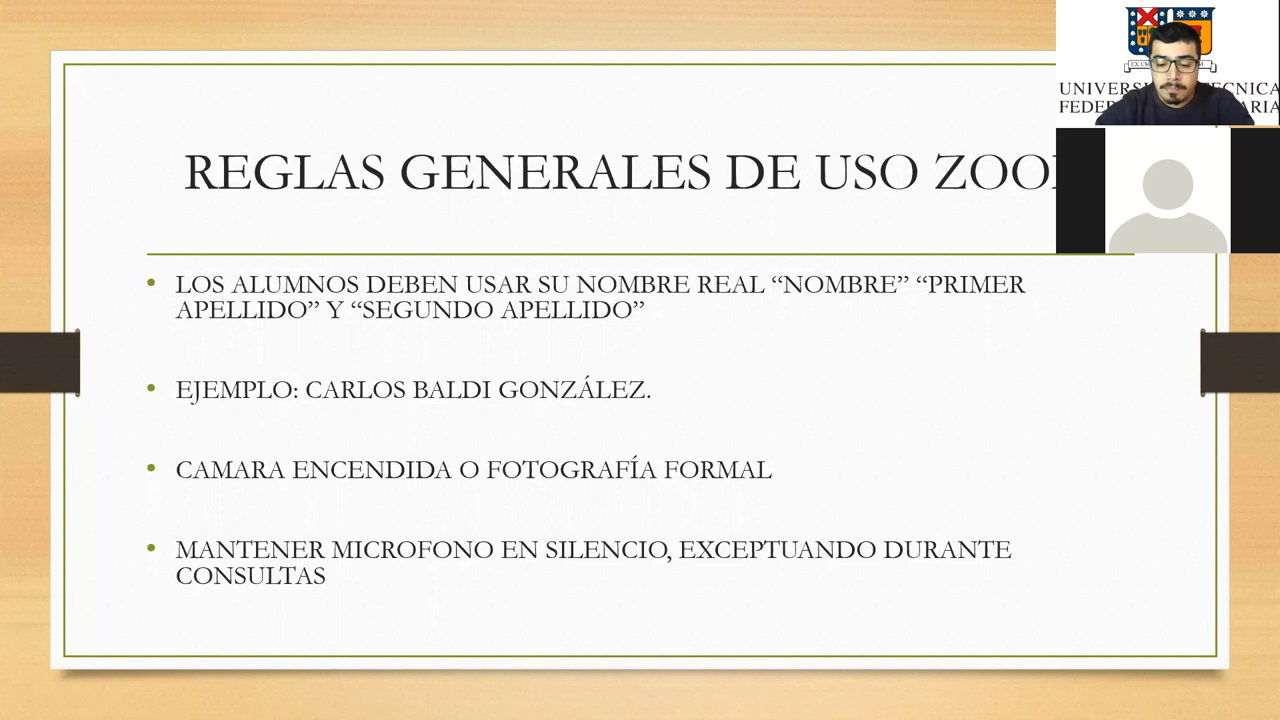 REGLAS GENERALES DE USO
LOS ALUMNOS DEBEN USAR SU NOMBRE REAL “NOMBRE” “PRIMER
APELLIDO” Y “SEGUNDO APELLIDO”
EJEMPLO: CARLOS BALDI GONZÁLEZ.
CAMARA ENCENDIDA O FOTOGRAFÍA FORMAL
MANTENER MICROFONO EN SILENCIO, EXCEPTUANDO DURANTE
CONSULTAS